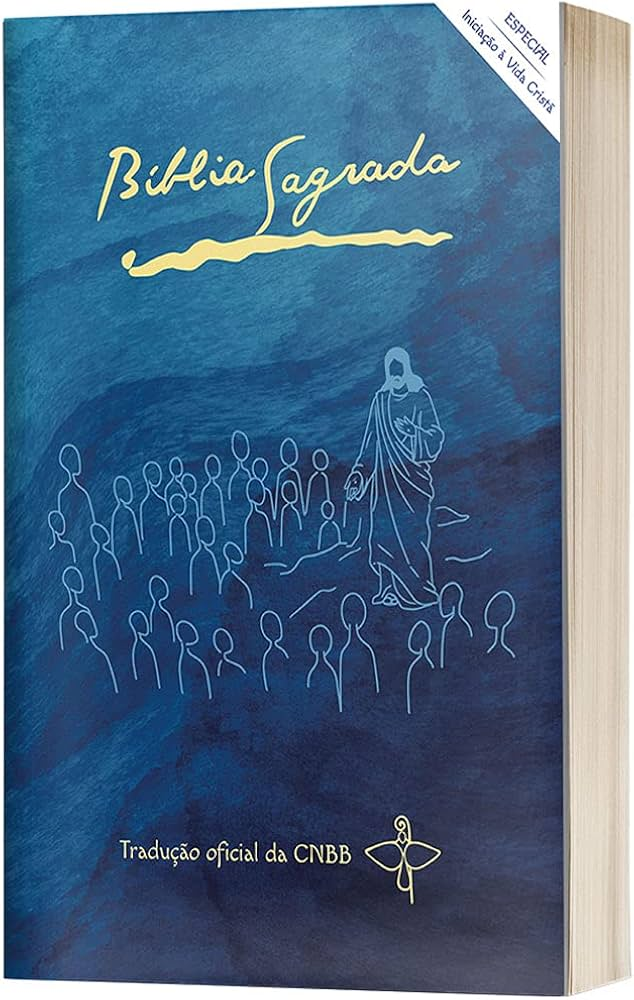 ESPECIAL
Iniciação à Vida Cristã
Bíblia Sagrada
Tradução oficial da CNBB